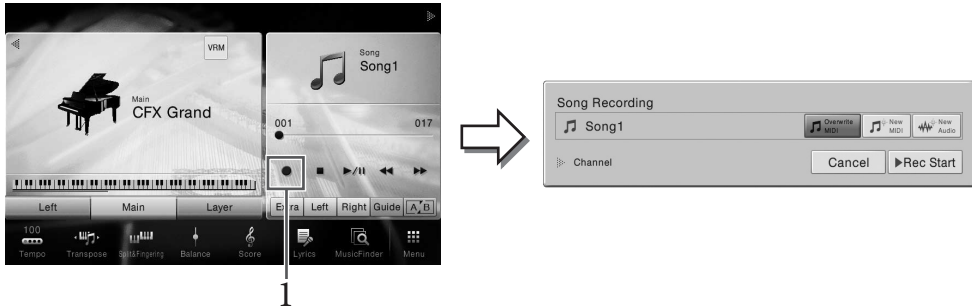 VRM
Main
CFX Grand
Song
Song1
001 017
Left Main Layer
Extra Left Right Guide A B
100
Tempo Transpose Split&Fingering Balance Score Lyrics MusicFinder Menu
1
Song Recording
Song1
Overwrite MIDI
New MIDI
New Audio
Channel
Cancel Rec Start